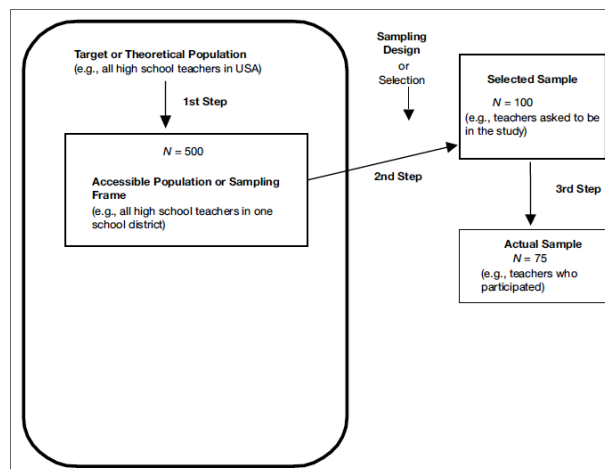 Target or Theoretical Population
(e.g., all high school teachers in USA)
1st Step
N = 500
Accessible Population or Sampling
Frame
(e.g., all high school teachers in one
school district)
Sampling
Design
or
Selection
2nd Step
Selected Sample
N = 100
(e.g., teachers asked to be
in the study)
3rd Step
Actual Sample
N = 75
(e.g., teachers who
participated)